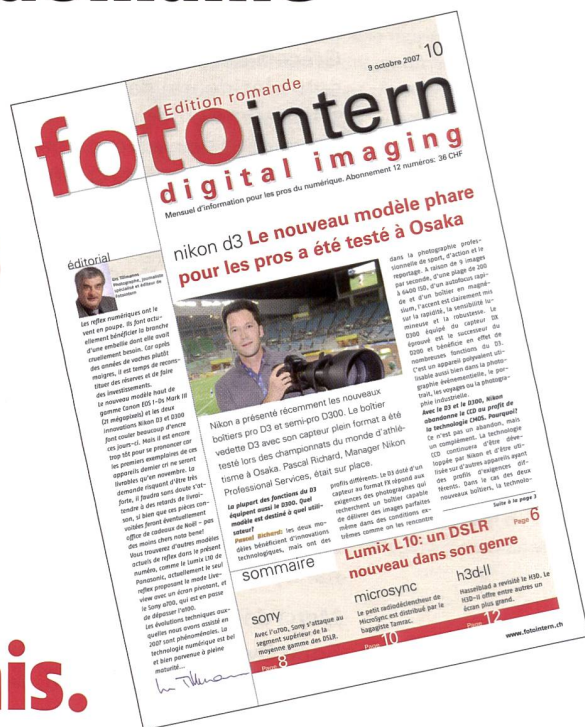 is.
9 octobre 2007 10
Edition romande
fotointern
digital imaging
Mensuel d'information pour les pros du numérique. Abonnement 12 numéros: 36 CHF
éditorial
Urs Tillmanns
Photographe, journaliste
spécialisé et éditeur de
Fotointern
Les reflex numériques ont le
vent en poupe. Ils font actu-
ellement bénéficier la branche
d'une embellie dont elle avait
cruellement besoin. Car après
des années de vaches plutôt
maigres, il est temps de recons-
tituer des réserves et de faire
des investissements.
Le nouveau modèle haut de
gamme Canon EOS 1-Ds Mark III
(21 mégapixels) et les deux
innovations Nikon D3 et D300
font couler beaucoup d'encre
ces jours-ci. Mais il est encore
trop tôt pour se prononcer car
les premiers exemplaires de ces
appareils dernier cri ne seront
livrables qu'en novembre. La
demande risquant d'être très
forte, il faudra sans doute s'at-
tendre à des retards de livrai-
son, si bien que ces pièces con-
voitées feront éventuellement
office de cadeaux de Noël – pas
des moins chers nota bene!
Vous trouverez d'autres modèles
actuels de reflex dans le présent
numéro, comme le Lumix L10 de
Panasonic, actuellement le seul
reflex proposant le mode Live-
view avec un écran pivotant, et
le Sony α700, qui est en passe
de dépasser l'α100.
Les évolutions techniques aux-
quelles nous avons assisté en
2007 sont phénoménales. La
technologie numérique est bel
et bien parvenue à pleine
maturité...
nikon d3 Le nouveau modèle phare
pour les pros a été testé à Osaka
Nikon a présenté récemment les nouveaux
boîtiers pro D3 et semi-pro D300. Le boîtier
vedette D3 avec son capteur plein format a été
testé lors des championnats du monde d'athlé-
tisme à Osaka. Pascal Richard, Manager Nikon
Professional Services, était sur place.
La plupart des fonctions du D3
équipent aussi le D300. Quel
modèle est destiné à quel utili-
sateur?
Pascal Richard: les deux mo-
dèles bénéficient d'innovations
technologiques, mais ont des
profils différents. Le D3 doté d'un
capteur au format FX répond aux
exigences des photographes qui
recherchent un boîtier capable
de délivrer des images parfaites
même dans des conditions ex-
trêmes comme on les rencontre
dans la photographie profes-
sionnelle de sport, d'action et le
reportage. A raison de 9 images
par seconde, d'une plage de 200
à 6400 ISO, d'un autofocus rapi-
de et d'un boîtier en magné-
sium, l'accent est clairement mis
sur la rapidité, la sensibilité lu-
mineuse et la robustesse. Le
D300 équipé du capteur DX
éprouvé est le successeur du
D200 et bénéficie en effet de
nombreuses fonctions du D3.
C'est un appareil polyvalent uti-
lisable aussi bien dans la photo-
graphie événementielle, le por-
trait, les voyages ou la photogra-
phie industrielle.
Avec le D3 et le D300, Nikon
abandonne le CCD au profit de
la technologie CMOS. Pourquoi?
Ce n'est pas un abandon, mais
un complément. La technologie
CCD continuera d'être déve-
loppée par Nikon et d'être uti-
lisée sur d'autres appareils ayant
des profils d'exigences dif-
férents. Dans le cas des deux
nouveaux boîtiers, la technolo-
Suite à la page 3
sommaire
Lumix L10: un DSLR
nouveau dans son genre
Page 6
sony
Avec l'α700, Sony s'attaque au
segment supérieur de la
moyenne gamme des DSLR.
Page 8
microsync
Le petit radiodéclencheur de
MicroSync est distribué par le
bagagiste Tamrac.
Page 10
h3d-II
Hasselblad a revisité le H3D. Le
H3D-II offre entre autres un
écran plus grand.
Page 12
www.fotointern.ch